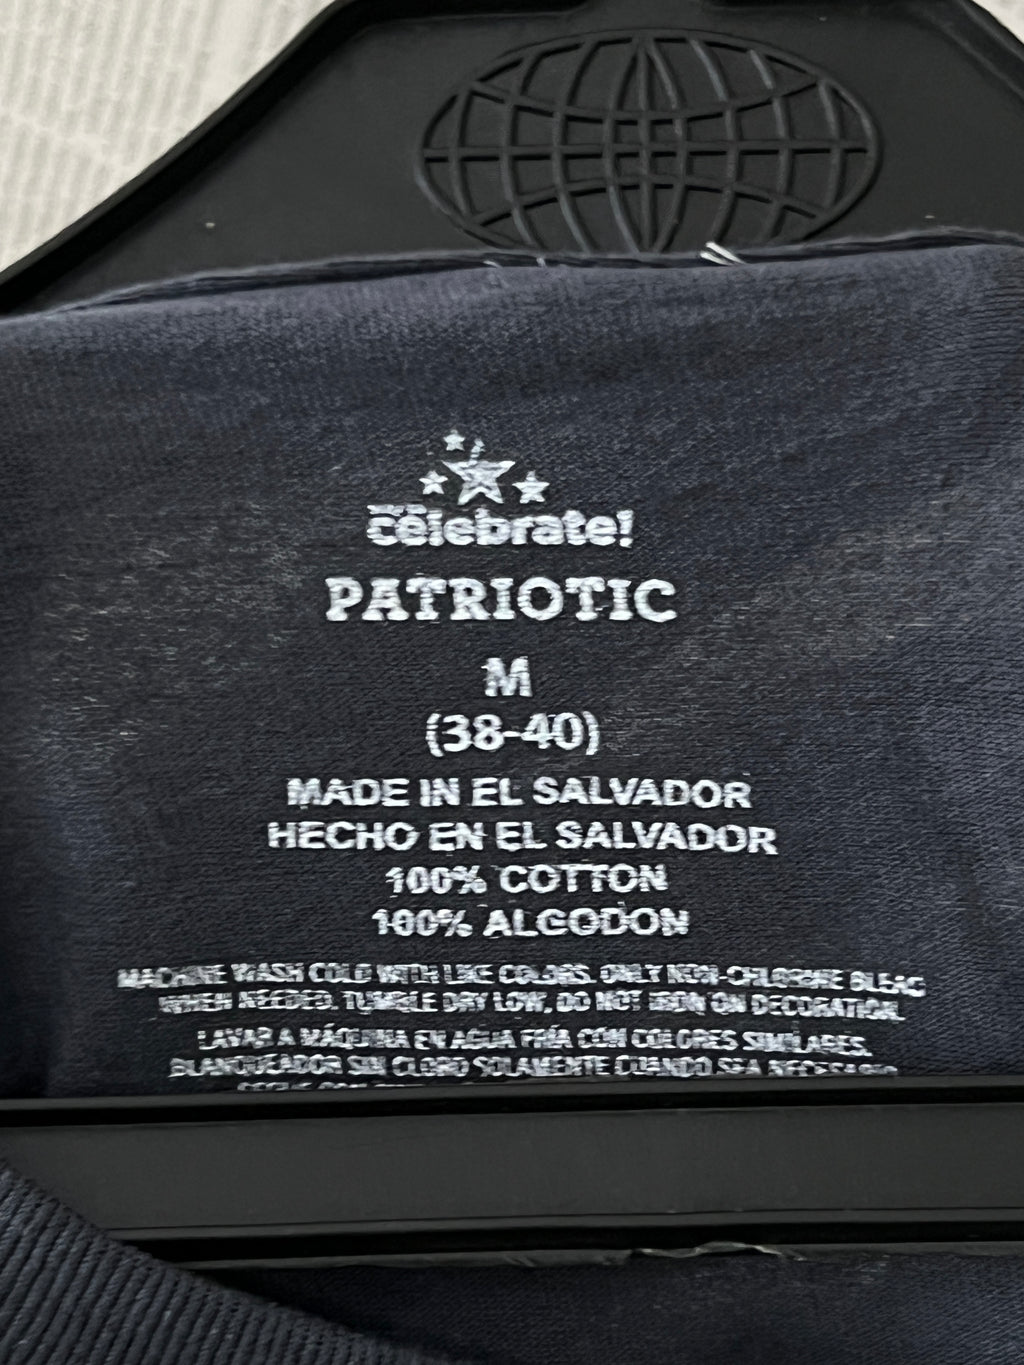 celebrate!
PATRIOTIC
M
(38-40)
MADE IN EL SALVADOR
HECHO EN EL SALVADOR
100% COTTON
100% ALGODON
MACHINE WASH COLD WITH LIKE COLORS. ONLY NON-CHLORINE BLEAC
WHEN NEEDED. TUMBLE DRY LOW. DO NOT IRON ON DECORATION.
LAVAR A MÁQUINA EN AGUA FRÍA CON COLORES SIMILARES.
BLANQUEADOR SIN CLORO SOLAMENTE CUANDO SEA NECESARIO